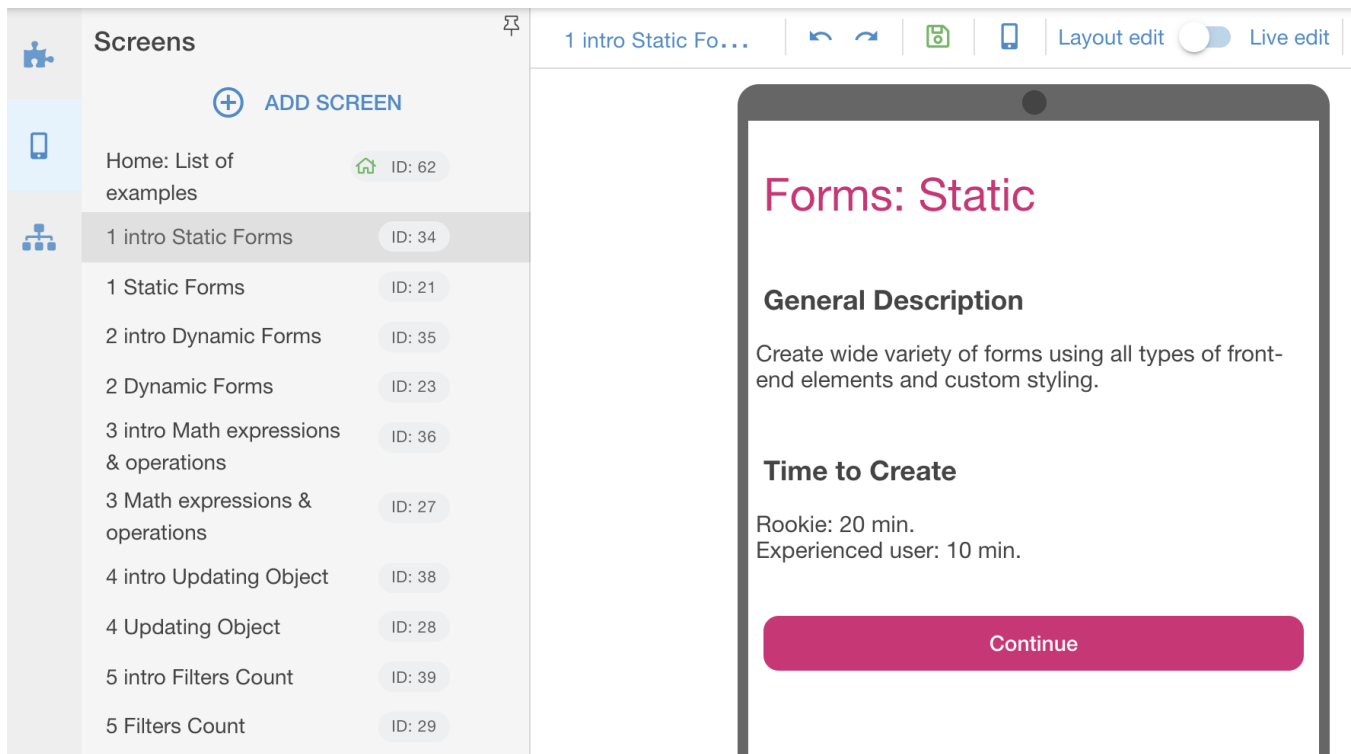 Screens
ADD SCREEN
Home: List of
examples
ID: 62
1 intro Static Forms
ID: 34
1 Static Forms
ID: 21
2 intro Dynamic Forms
ID: 35
2 Dynamic Forms
ID: 23
3 intro Math expressions
& operations
ID: 36
3 Math expressions &
operations
ID: 27
4 intro Updating Object
ID: 38
4 Updating Object
ID: 28
5 intro Filters Count
ID: 39
5 Filters Count
ID: 29
1 intro Static Fo...
Layout edit
Live edit
Forms: Static
General Description
Create wide variety of forms using all types of front-
end elements and custom styling.
Time to Create
Rookie: 20 min.
Experienced user: 10 min.
Continue